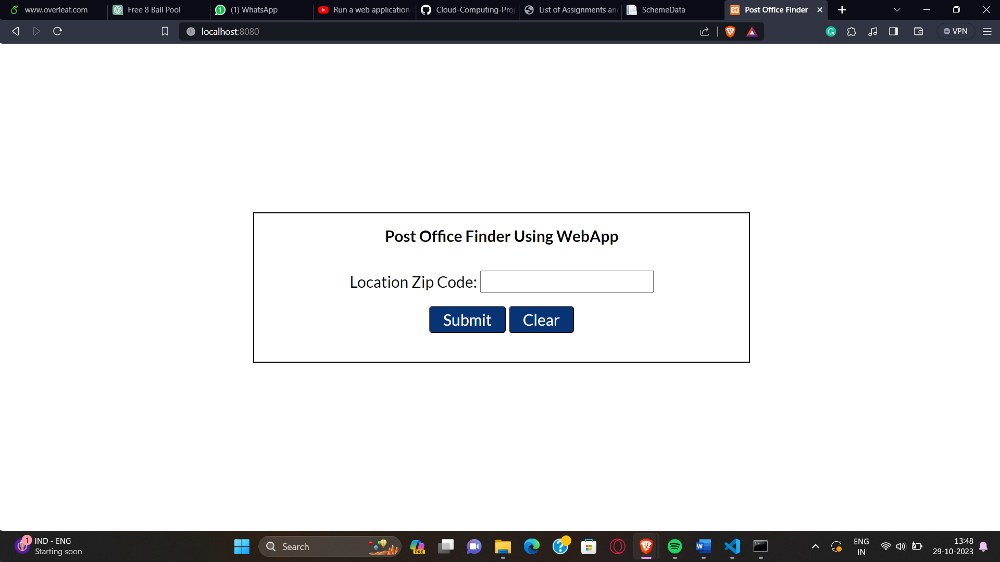 www.overleaf.com
Free 8 Ball Pool
(1) WhatsApp
Run a web application
Cloud-Computing-Proj
List of Assignments an
SchemeData
Post Office Finder
localhost:8080
VPN
Post Office Finder Using WebApp
Location Zip Code:
Submit Clear
1
IND - ENG
Starting soon
Search
PRE
ENG
IN
13:48
29-10-2023